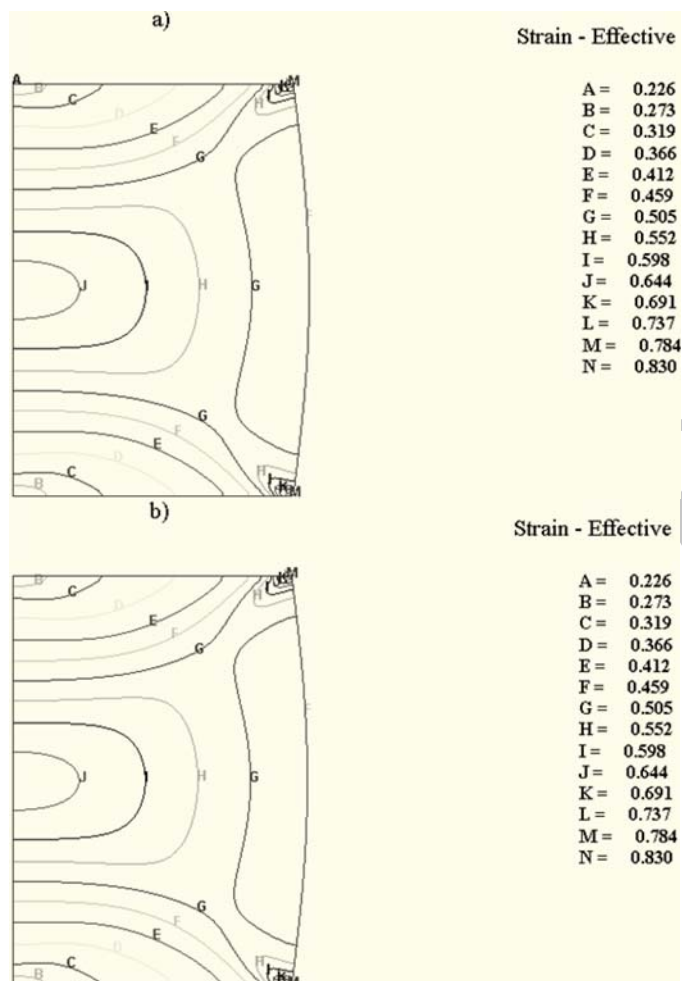 a)
Strain - Effective
A = 0.226
B = 0.273
C = 0.319
D = 0.366
E = 0.412
F = 0.459
G = 0.505
H = 0.552
I = 0.598
J = 0.644
K = 0.691
L = 0.737
M = 0.784
N = 0.830
A
B
C
D
E
F
G
H
I
K
M
J
I
H
G
F
G
F
E
D
C
B
H
I
K
M
b)
Strain - Effective
A = 0.226
B = 0.273
C = 0.319
D = 0.366
E = 0.412
F = 0.459
G = 0.505
H = 0.552
I = 0.598
J = 0.644
K = 0.691
L = 0.737
M = 0.784
N = 0.830
B
C
D
E
F
G
H
I
K
M
J
I
H
G
F
G
F
E
D
C
B
H
I
K
M